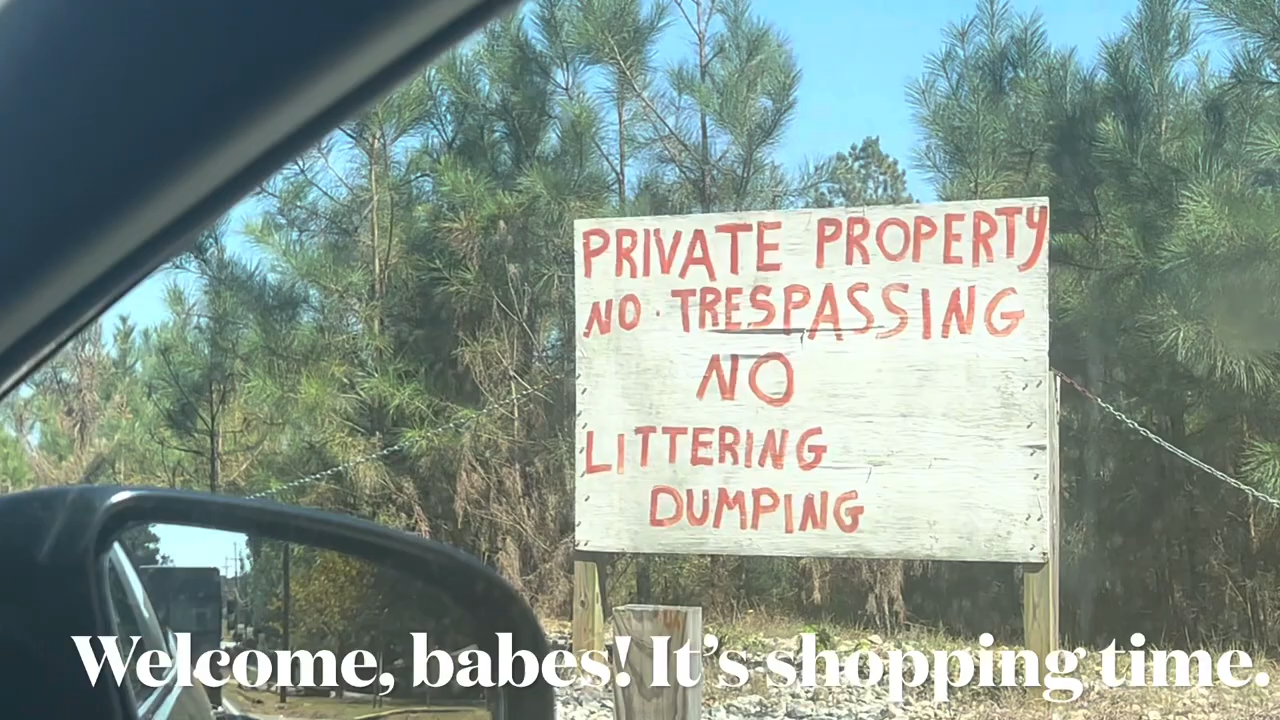 PRIVATE PROPERTY
NO · TRESPASSING
NO
LITTERING
DUMPING
Welcome, babes! It's shopping time.